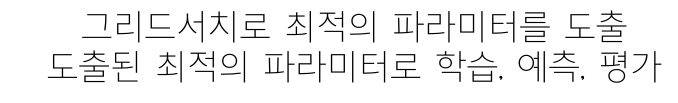 그리드서치로 최적의 파라미터를 도출
도출된 최적의 파라미터로 학습, 예측, 평가